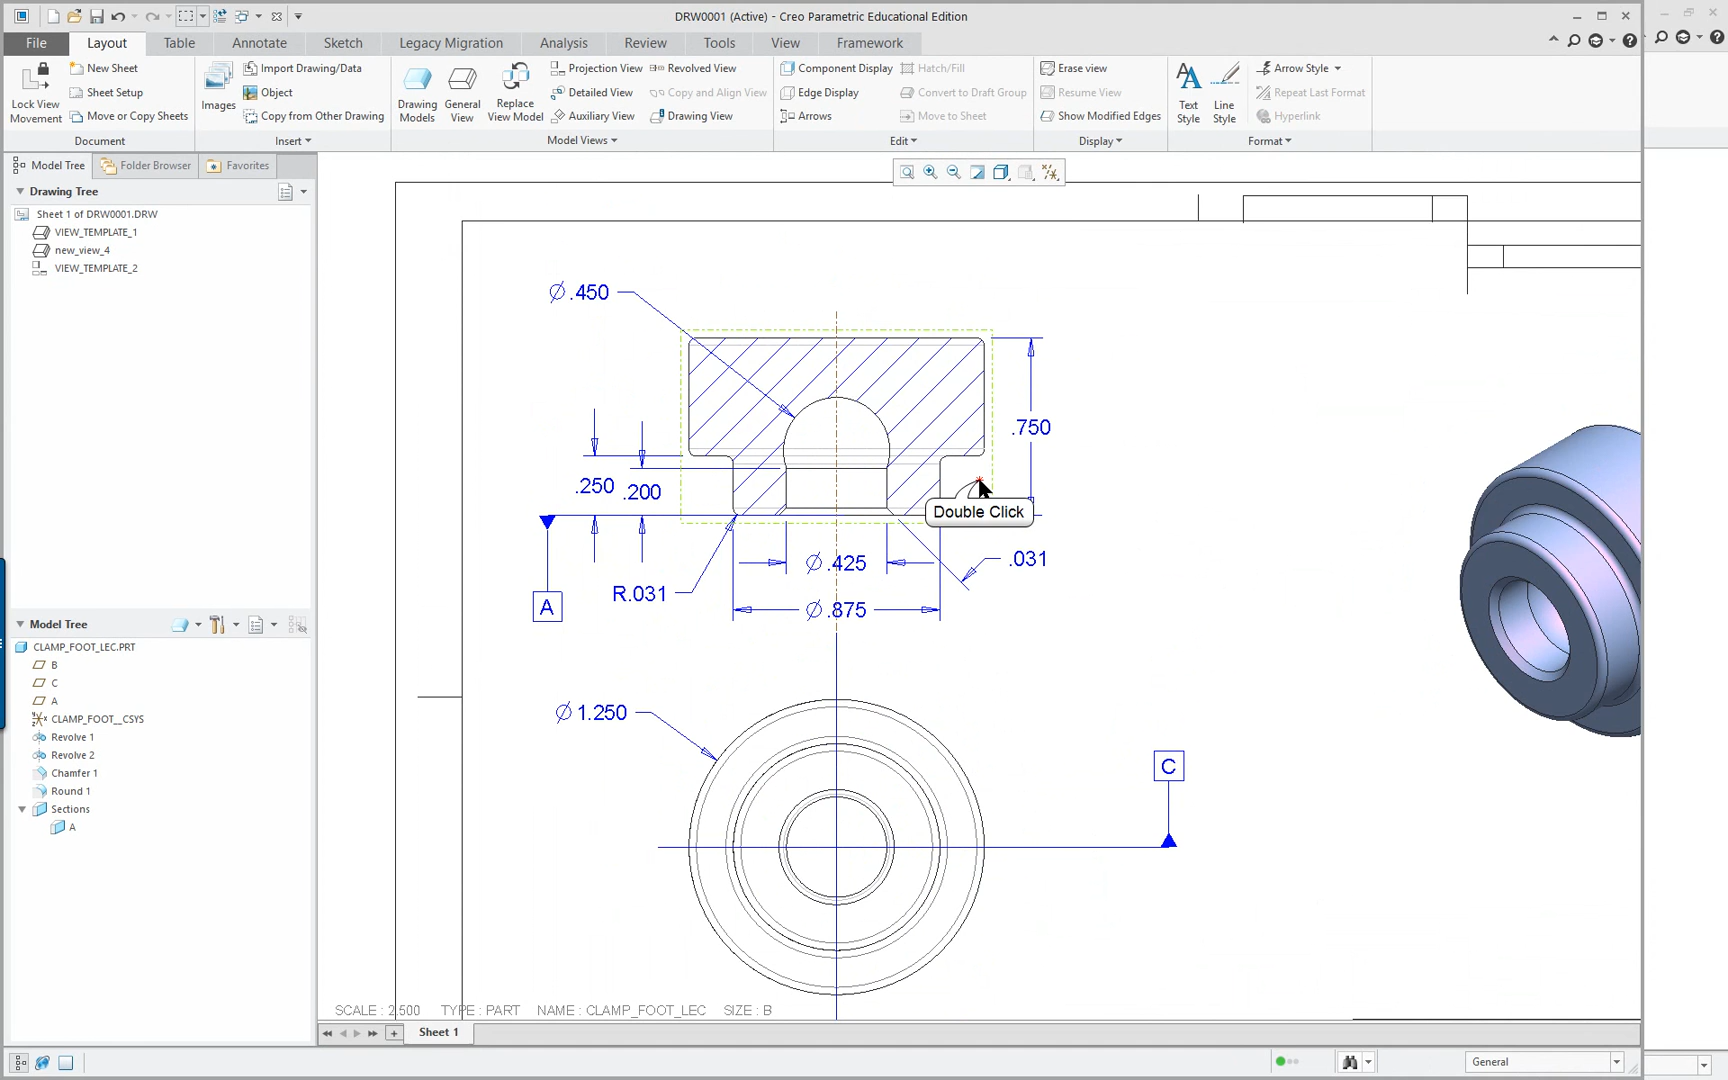 DRW0001 (Active) - Creo Parametric Educational Edition
File Layout Table Annotate Sketch Legacy Migration Analysis Review Tools View Framework
Lock View Movement
New Sheet
Sheet Setup
Move or Copy Sheets
Document
Images
Import Drawing/Data
Object
Copy from Other Drawing
Insert
Drawing Models
General View
Replace View Model
Projection View
Detailed View
Auxiliary View
Revolved View
Copy and Align View
Drawing View
Model Views
Component Display
Edge Display
Arrows
Hatch/Fill
Convert to Draft Group
Move to Sheet
Edit
Erase view
Resume View
Show Modified Edges
Display
Text Style
Line Style
Arrow Style
Repeat Last Format
Hyperlink
Format
Model Tree Folder Browser Favorites
Drawing Tree
Sheet 1 of DRW0001.DRW
VIEW_TEMPLATE_1
new_view_4
VIEW_TEMPLATE_2
Model Tree
CLAMP_FOOT_LEC.PRT
B
C
A
CLAMP_FOOT__CSYS
Revolve 1
Revolve 2
Chamfer 1
Round 1
Sections
A
Ø.450
.750
.250 .200
Double Click
Ø.425
.031
R.031
Ø.875
A
Ø1.250
C
SCALE : 2.500 TYPE : PART NAME : CLAMP_FOOT_LEC SIZE : B
Sheet 1
General